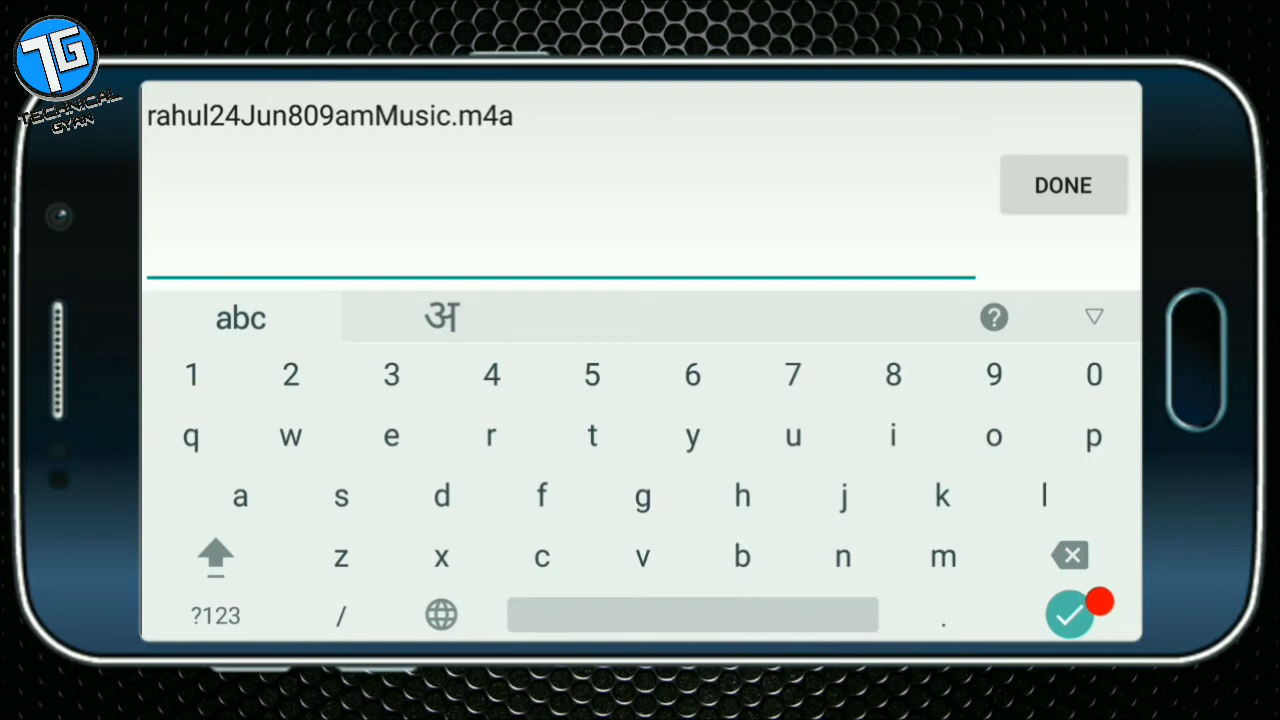 TG
TECHNICAL
GYAN
rahul24Jun809amMusic.m4a
DONE
abc अ ?
1 2 3 4 5 6 7 8 9 0
q w e r t y u i o p
a s d f g h j k l
z x c v b n m
?123 / .